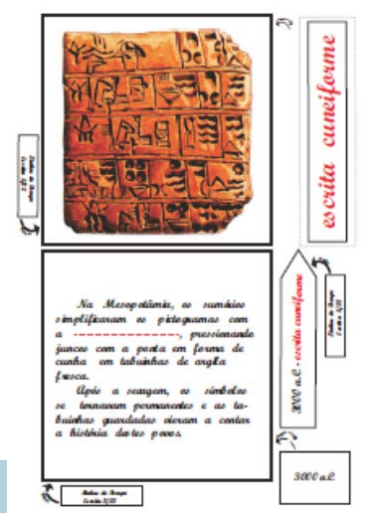 escrita cuneiforme
Na Mesopotâmia, os sumérios
simplificaram os pictogramas com
a -------------------, pressionando
juncos com a ponta em forma de
cunha em tabuinhas de argila
fresca.
Após a secagem, os símbolos
se tornavam permanentes e as ta-
buinhas guardadas vieram a contar
a história destes povos.
3000 a.C - escrita cuneiforme
3000 a.C.